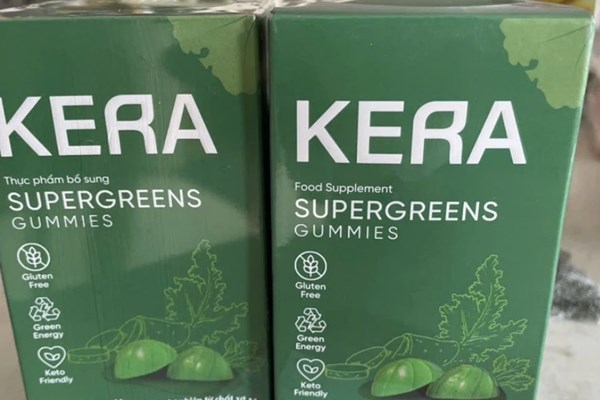 KERA
Thực phẩm bổ sung
SUPERGREENS
GUMMIES
Gluten
Free
Green
Energy
Keto
Friendly
KERA
Food Supplement
SUPERGREENS
GUMMIES
Gluten
Free
Green
Energy
Keto
Friendly